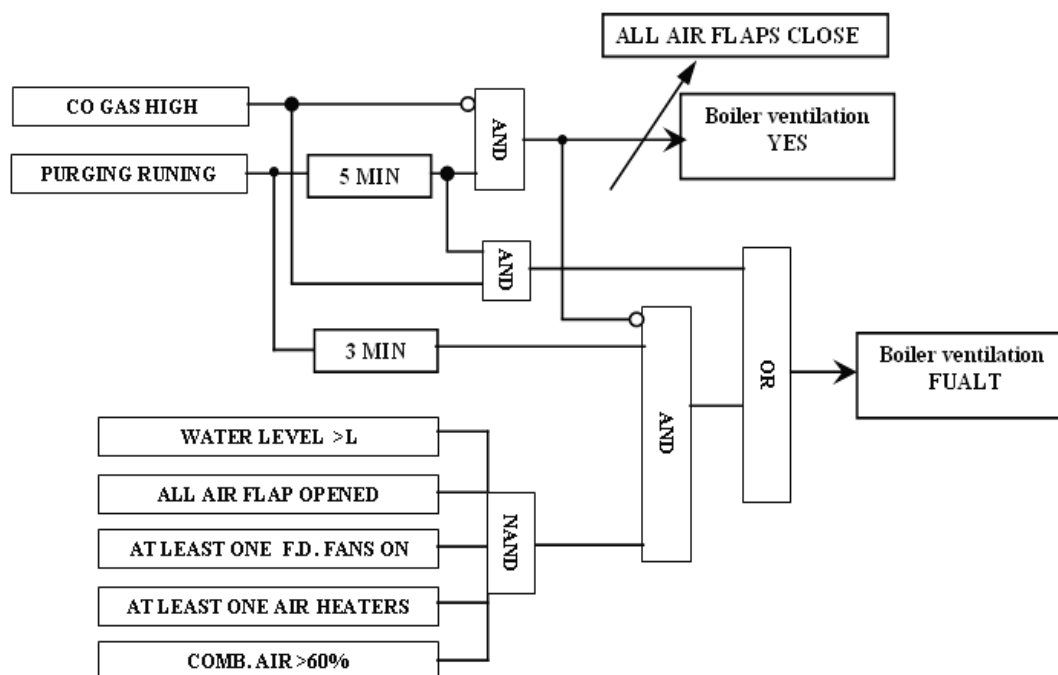 ALL AIR FLAPS CLOSE
CO GAS HIGH
AND
Boiler ventilation
YES
PURGING RUNING
5 MIN
AND
3 MIN
AND
OR
Boiler ventilation
FUALT
WATER LEVEL >L
ALL AIR FLAP OPENED
NAND
AT LEAST ONE F.D. FANS ON
AT LEAST ONE AIR HEATERS
COMB. AIR >60%